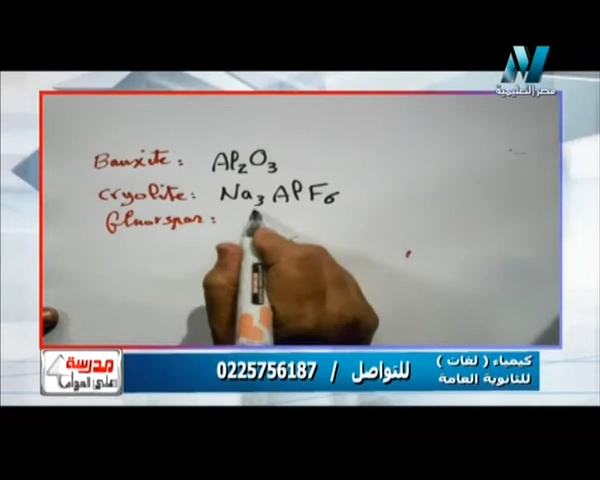 مصر التعليمية
Bauxite : Al2O3
Cryolite : Na3AlF6
fluorspar :
مدرسة
على الهواء
للتواصل / 0225756187
كيمياء ( لغات )
للثانوية العامة